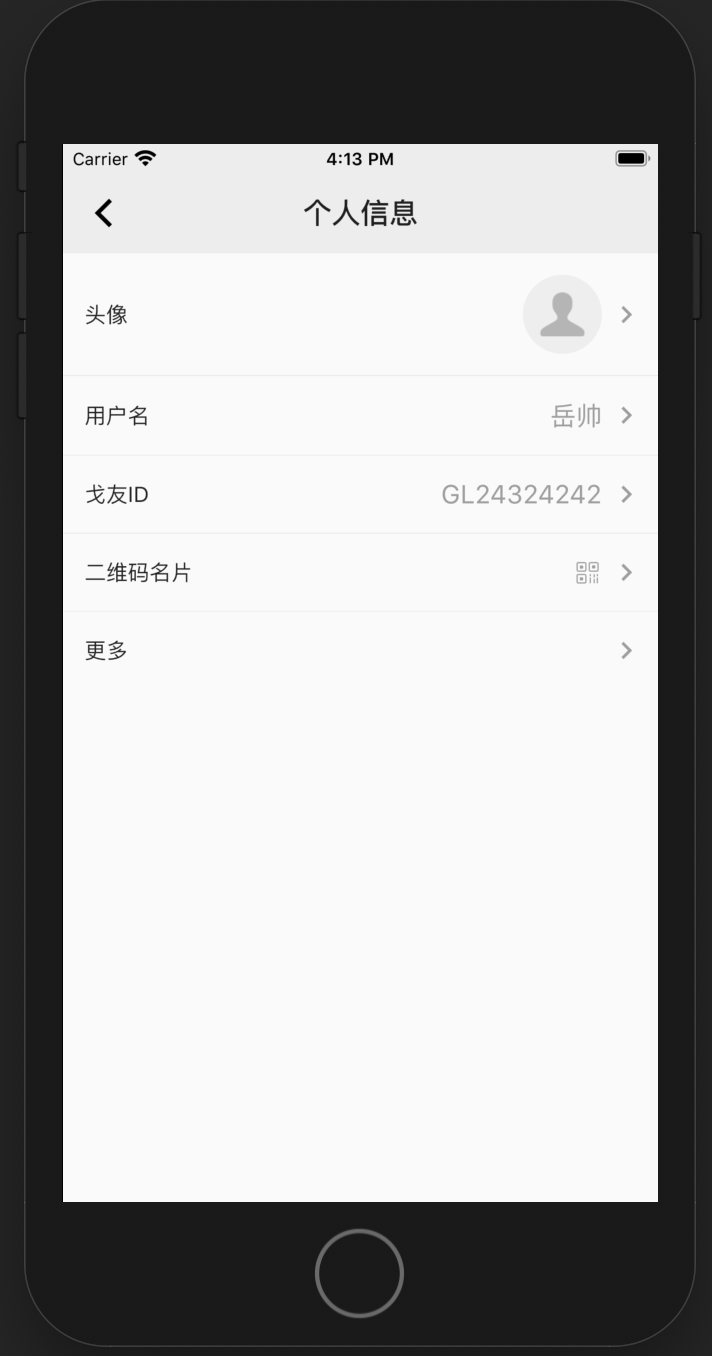 Carrier 4:13 PM
个人信息
头像
用户名 岳帅
戈友ID GL24324242
二维码名片
更多